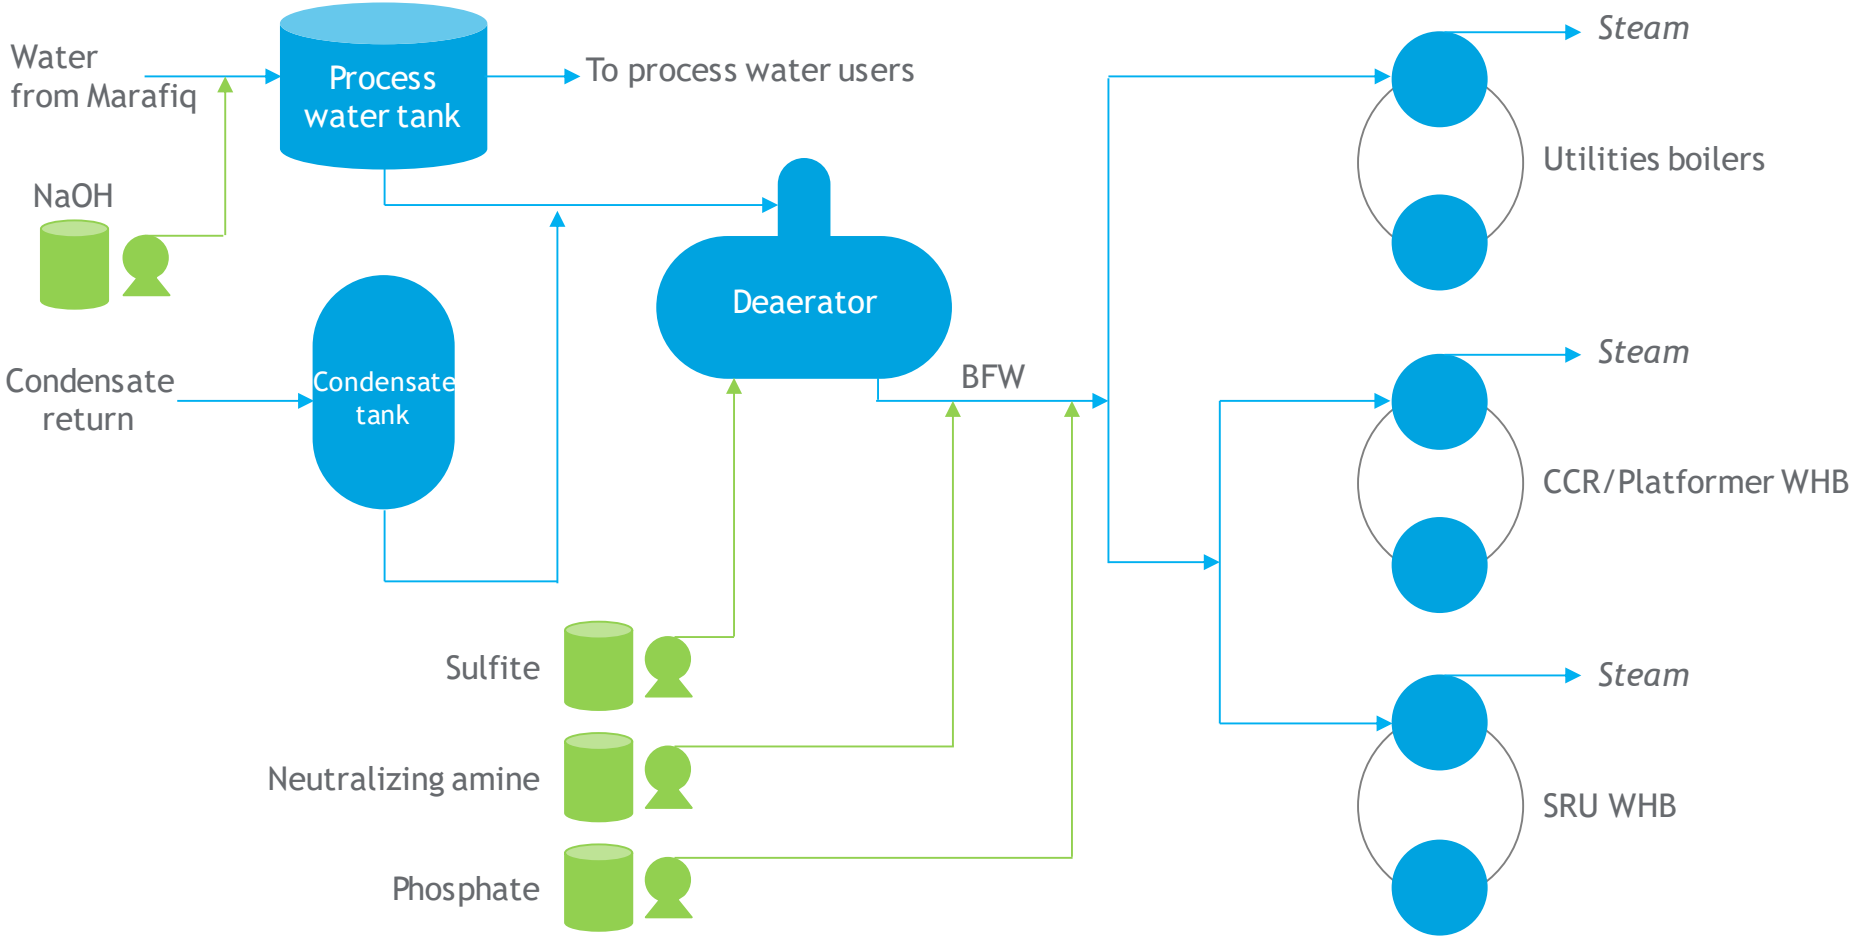 Water
from Marafiq
Process
water tank
To process water users
Steam
Utilities boilers
NaOH
Deaerator
Condensate
return
Condensate
tank
BFW
Steam
CCR/Platformer WHB
Sulfite
Steam
Neutralizing amine
SRU WHB
Phosphate